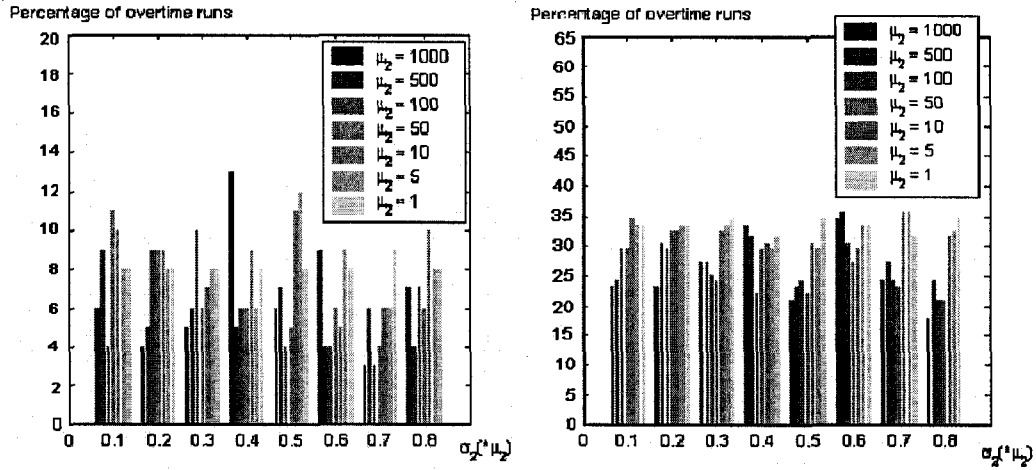 Percentage of overtime runs
20
18
16
14
12
10
8
6
4
2
0
μ2 = 1000
μ2 = 500
μ2 = 100
μ2 = 50
μ2 = 10
μ2 = 5
μ2 = 1
0 0.1 0.2 0.3 0.4 0.5 0.6 0.7 0.8
σ2(*μ2)
Percentage of overtime runs
65
60
55
50
45
40
35
30
25
20
15
10
5
0
μ2 = 1000
μ2 = 500
μ2 = 100
μ2 = 50
μ2 = 10
μ2 = 5
μ2 = 1
0 0.1 0.2 0.3 0.4 0.5 0.6 0.7 0.8
σ2(*μ2)